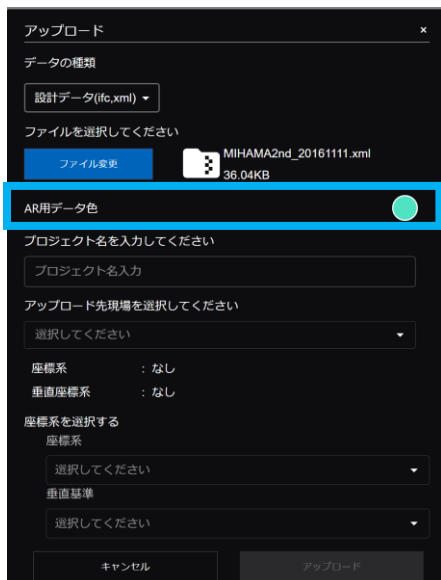 アップロード ×
データの種類
設計データ(ifc,xml)
ファイルを選択してください
ファイル変更
MIHAMA2nd_20161111.xml
36.04KB
AR用データ色
プロジェクト名を入力してください
プロジェクト名入力
アップロード先現場を選択してください
選択してください
座標系 : なし
垂直座標系 : なし
座標系を選択する
座標系
選択してください
垂直基準
選択してください
キャンセル アップロード